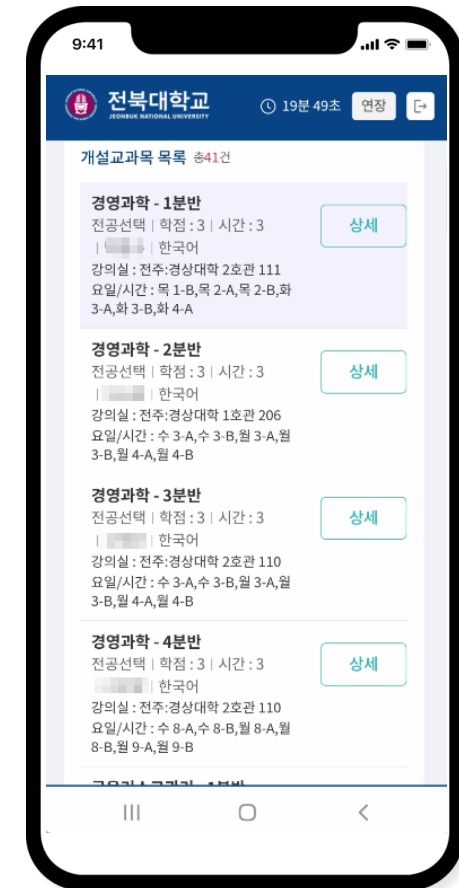 9:41
전북대학교
JEONBUK NATIONAL UNIVERSITY
19분 49초 연장
개설교과목 목록 총41건
경영과학 - 1분반
전공선택 | 학점 : 3 | 시간 : 3
| | 한국어
강의실 : 전주:경상대학 2호관 111
요일/시간 : 목 1-B,목 2-A,목 2-B,화
3-A,화 3-B,화 4-A
상세
경영과학 - 2분반
전공선택 | 학점 : 3 | 시간 : 3
| | 한국어
강의실 : 전주:경상대학 1호관 206
요일/시간 : 수 3-A,수 3-B,월 3-A,월
3-B,월 4-A,월 4-B
상세
경영과학 - 3분반
전공선택 | 학점 : 3 | 시간 : 3
| | 한국어
강의실 : 전주:경상대학 2호관 110
요일/시간 : 수 3-A,수 3-B,월 3-A,월
3-B,월 4-A,월 4-B
상세
경영과학 - 4분반
전공선택 | 학점 : 3 | 시간 : 3
| 한국어
강의실 : 전주:경상대학 2호관 110
요일/시간 : 수 8-A,수 8-B,월 8-A,월
8-B,월 9-A,월 9-B
상세